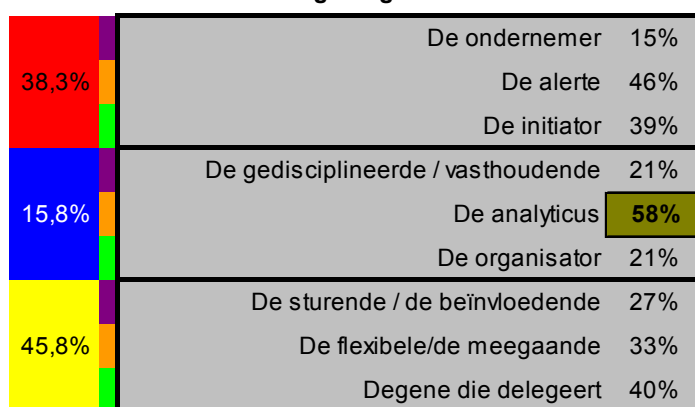 De ondernemer 15%
38,3% De alerte 46%
De initiator 39%
De gedisciplineerde / vasthoudende 21%
15,8% De analyticus 58%
De organisator 21%
De sturende / de beïnvloedende 27%
45,8% De flexibele/de meegaande 33%
Degene die delegeert 40%